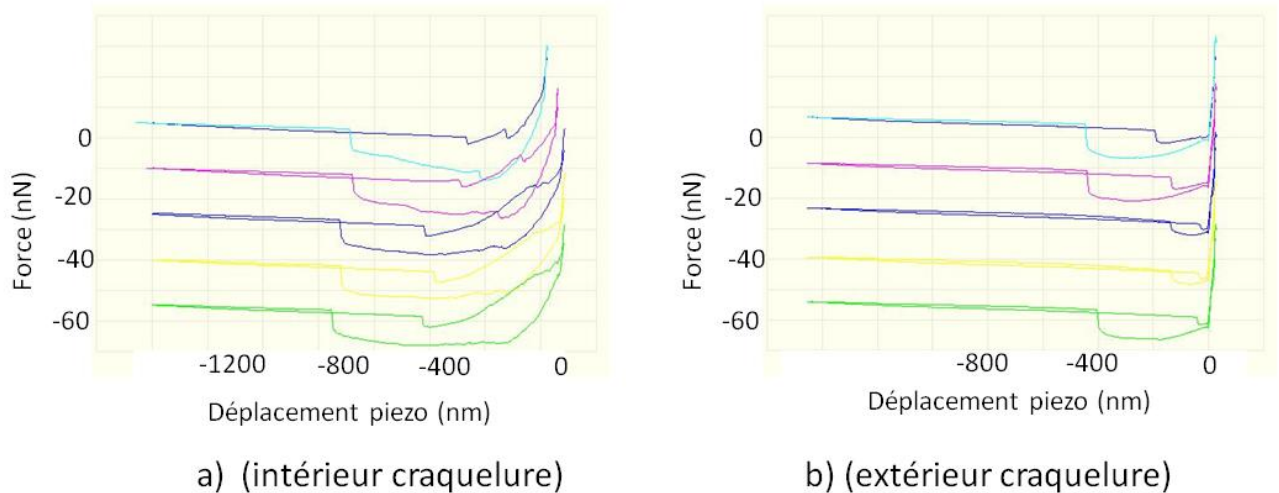 Force (nN)
0
-20
-40
-60
-1200
-800
-400
0
Déplacement piezo (nm)
a) (intérieur craquelure)
Force (nN)
0
-20
-40
-60
-800
-400
0
Déplacement piezo (nm)
b) (extérieur craquelure)